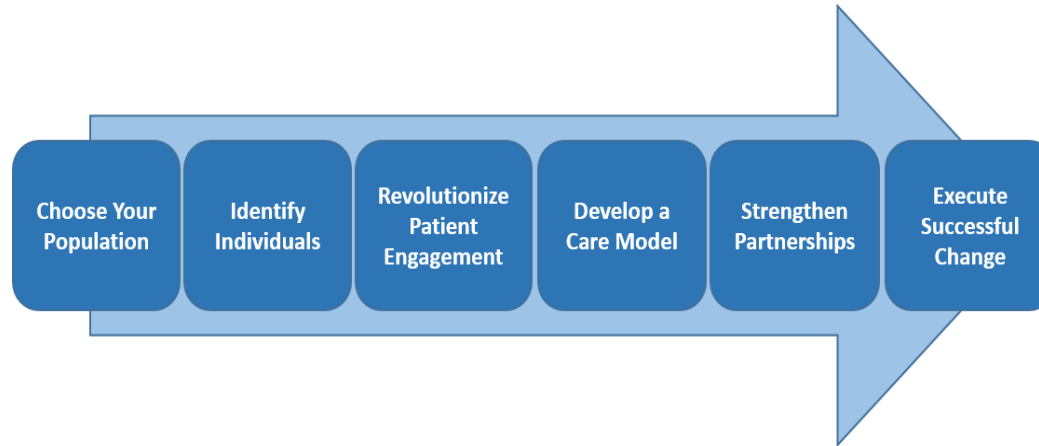 Choose Your
Population
Identify
Individuals
Revolutionize
Patient
Engagement
Develop a
Care Model
Strengthen
Partnerships
Execute
Successful
Change